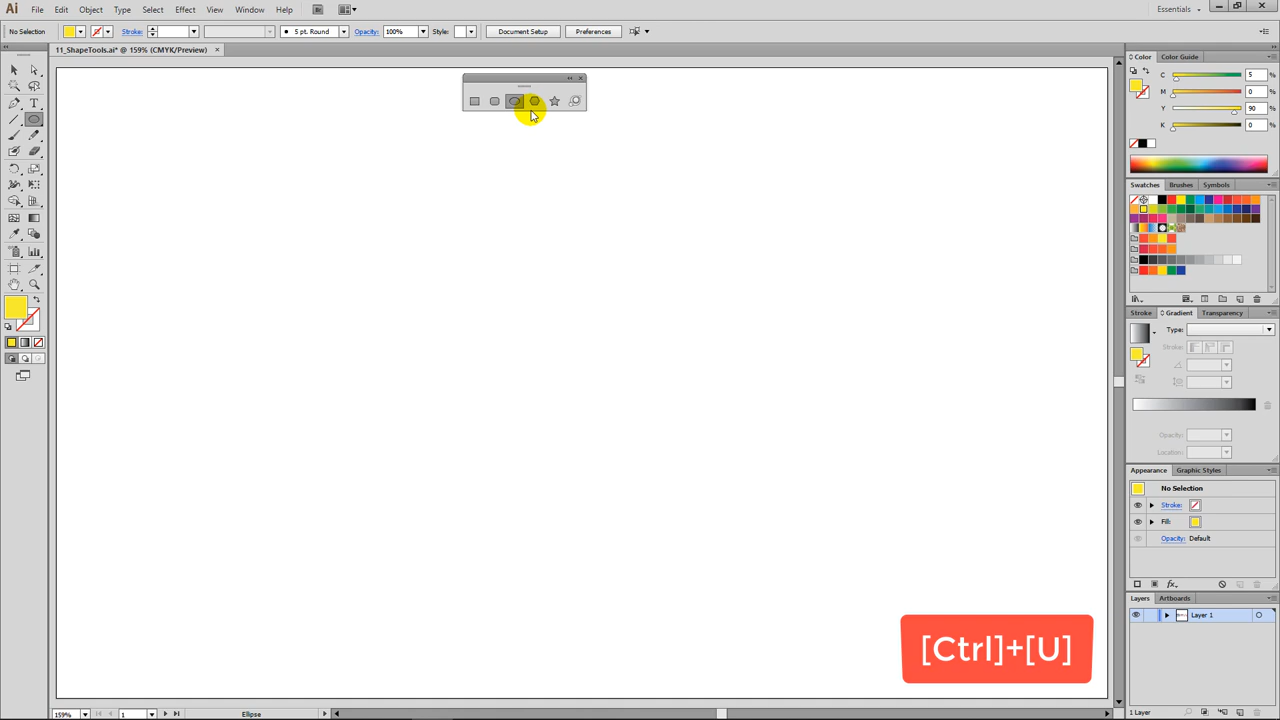 Ai File Edit Object Type Select Effect View Window Help Br Essentials
No Selection Stroke: 5 pt. Round Opacity: 100% Style: Document Setup Preferences
11_ShapeTools.ai* @ 159% (CMYK/Preview) ×
Color Color Guide
C 5
M 0
Y 90
K 0
Swatches Brushes Symbols
Stroke Gradient Transparency
Type:
Stroke:
Opacity:
Location:
Appearance Graphic Styles
No Selection
Stroke:
Fill:
Opacity: Default
fx
Layers Artboards
Layer 1
[Ctrl]+[U]
159% 1 Ellipse 1 Layer